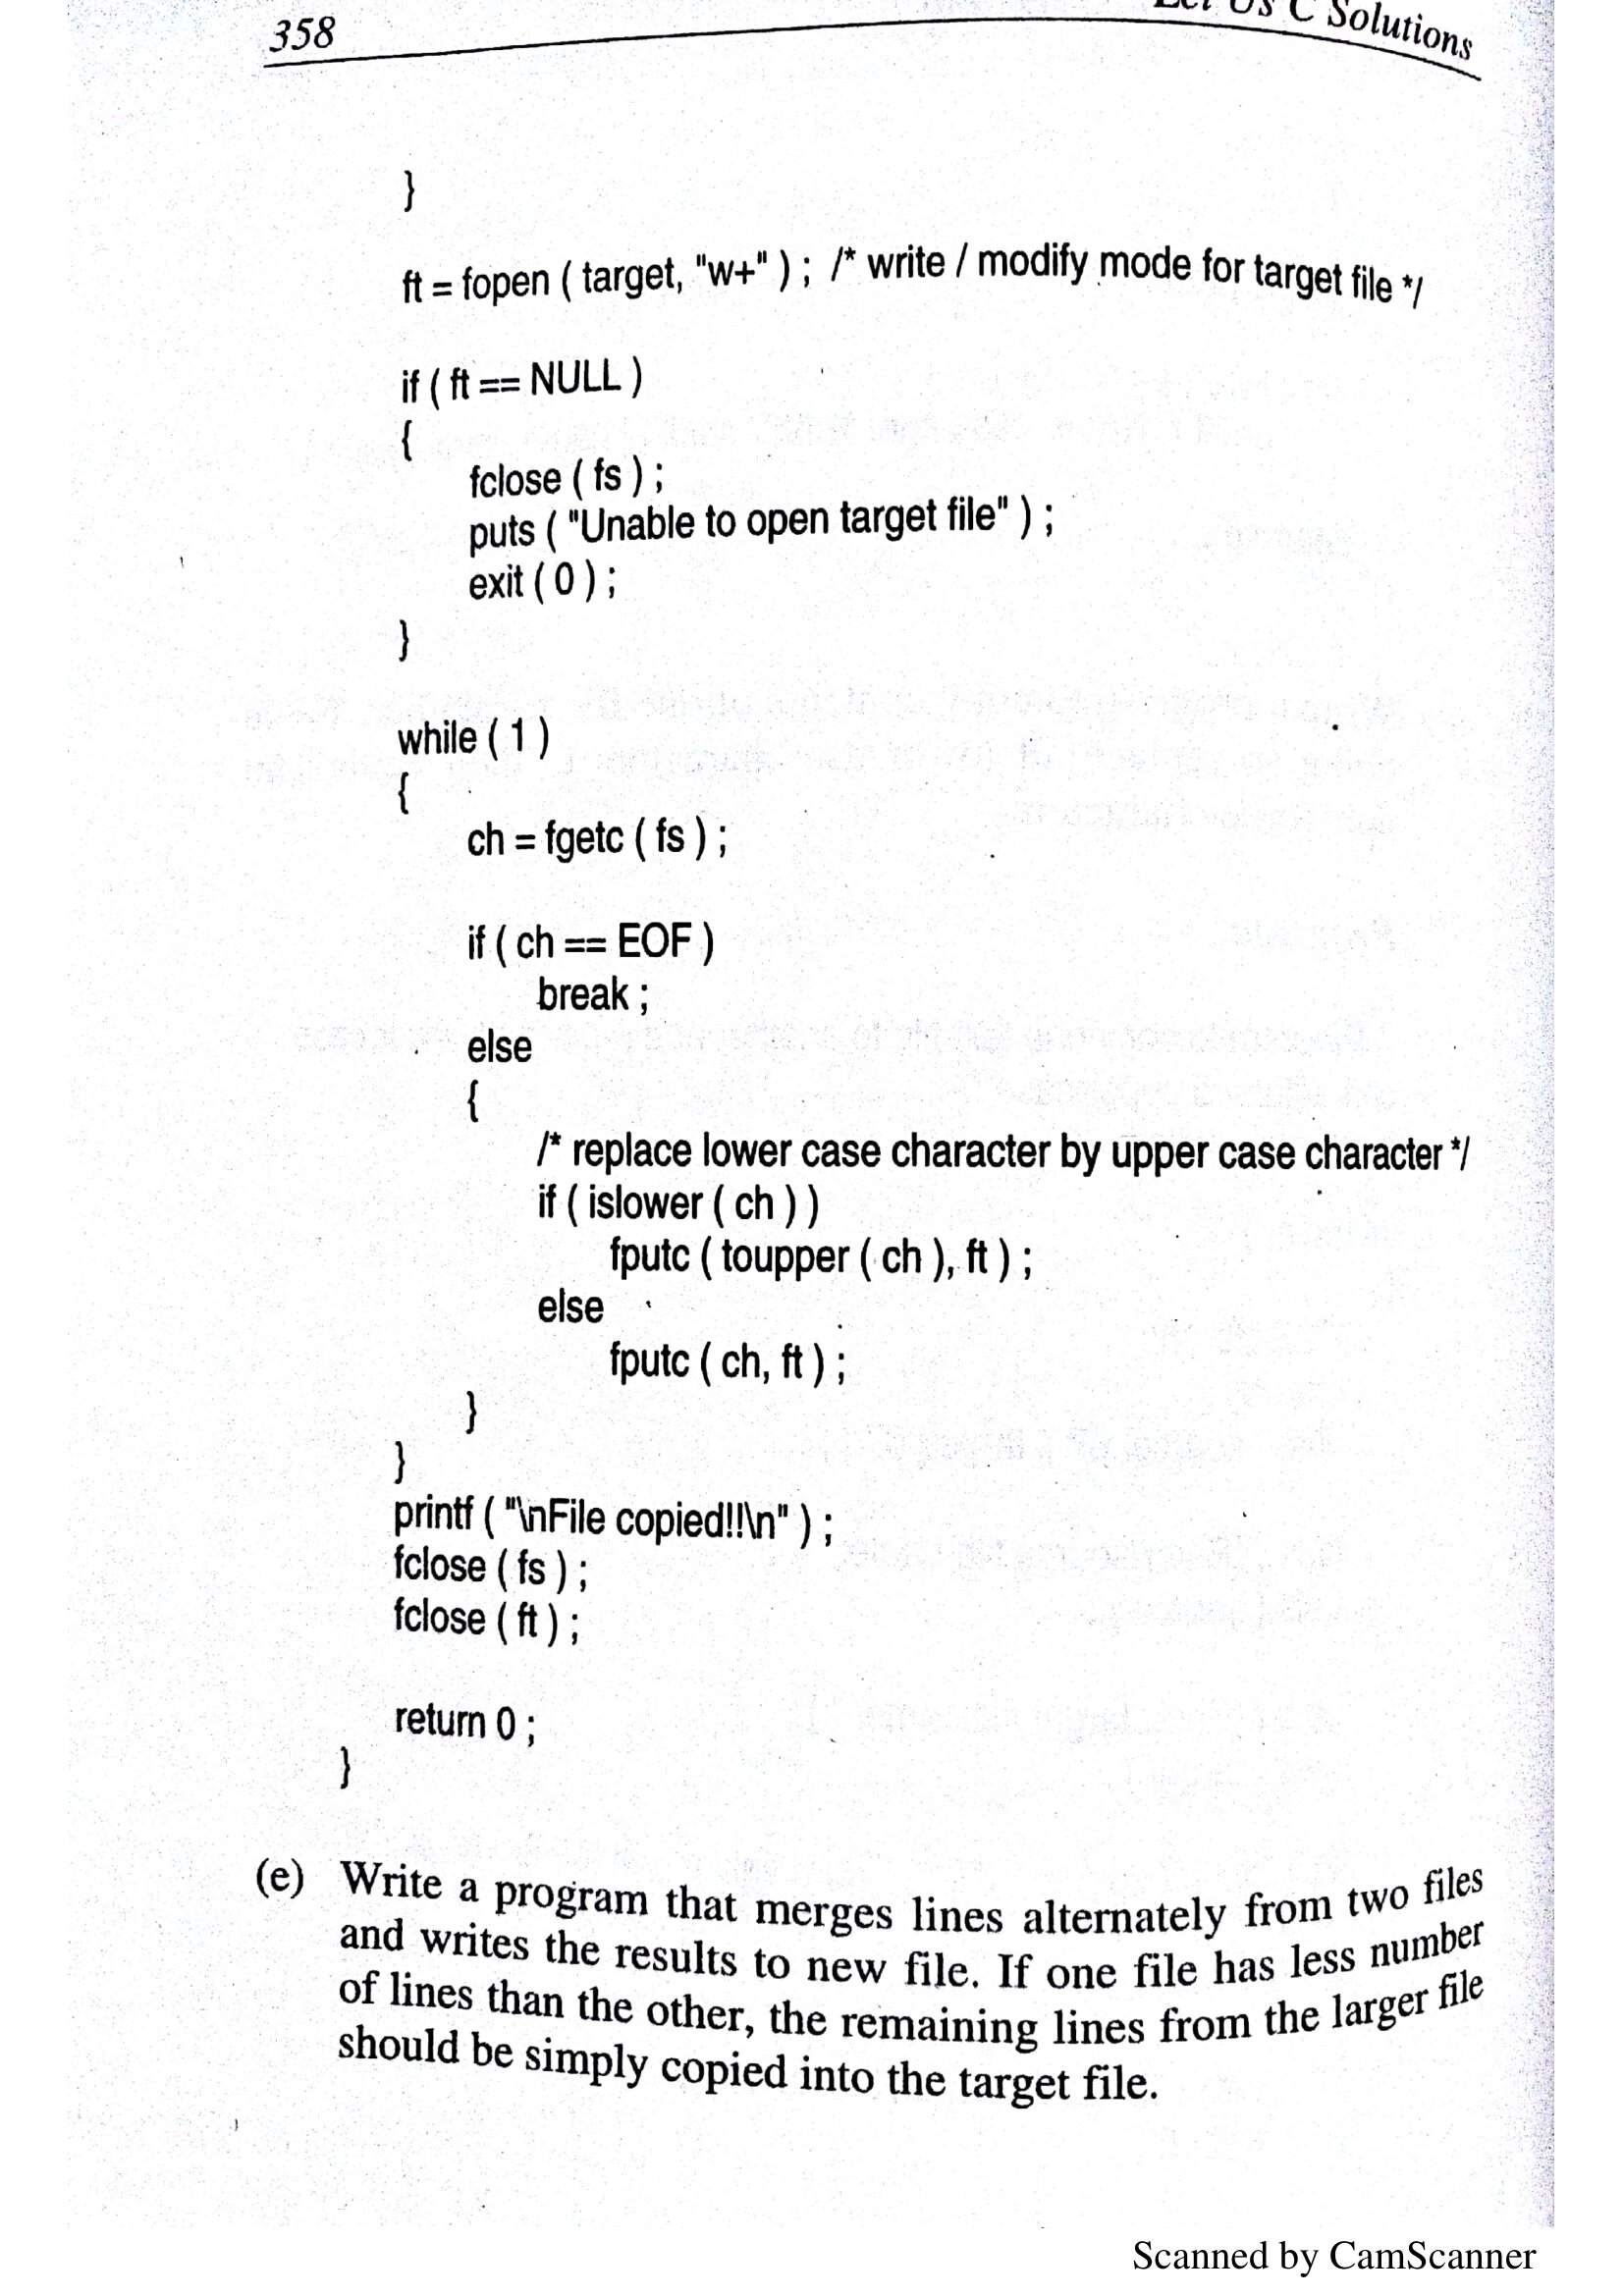 358
Let Us C Solutions
}
ft = fopen ( target, "w+" ) ; /* write / modify mode for target file */
if ( ft == NULL )
{
fclose ( fs ) ;
puts ( "Unable to open target file" ) ;
exit ( 0 ) ;
}
while ( 1 )
{
ch = fgetc ( fs ) ;
if ( ch == EOF )
break ;
else
{
/* replace lower case character by upper case character */
if ( islower ( ch ) )
fputc ( toupper ( ch ), ft ) ;
else
fputc ( ch, ft ) ;
}
}
printf ( "\nFile copied!!\n" ) ;
fclose ( fs ) ;
fclose ( ft ) ;
return 0 ;
}
(e) Write a program that merges lines alternately from two files
and writes the results to new file. If one file has less number
of lines than the other, the remaining lines from the larger file
should be simply copied into the target file.
Scanned by CamScanner